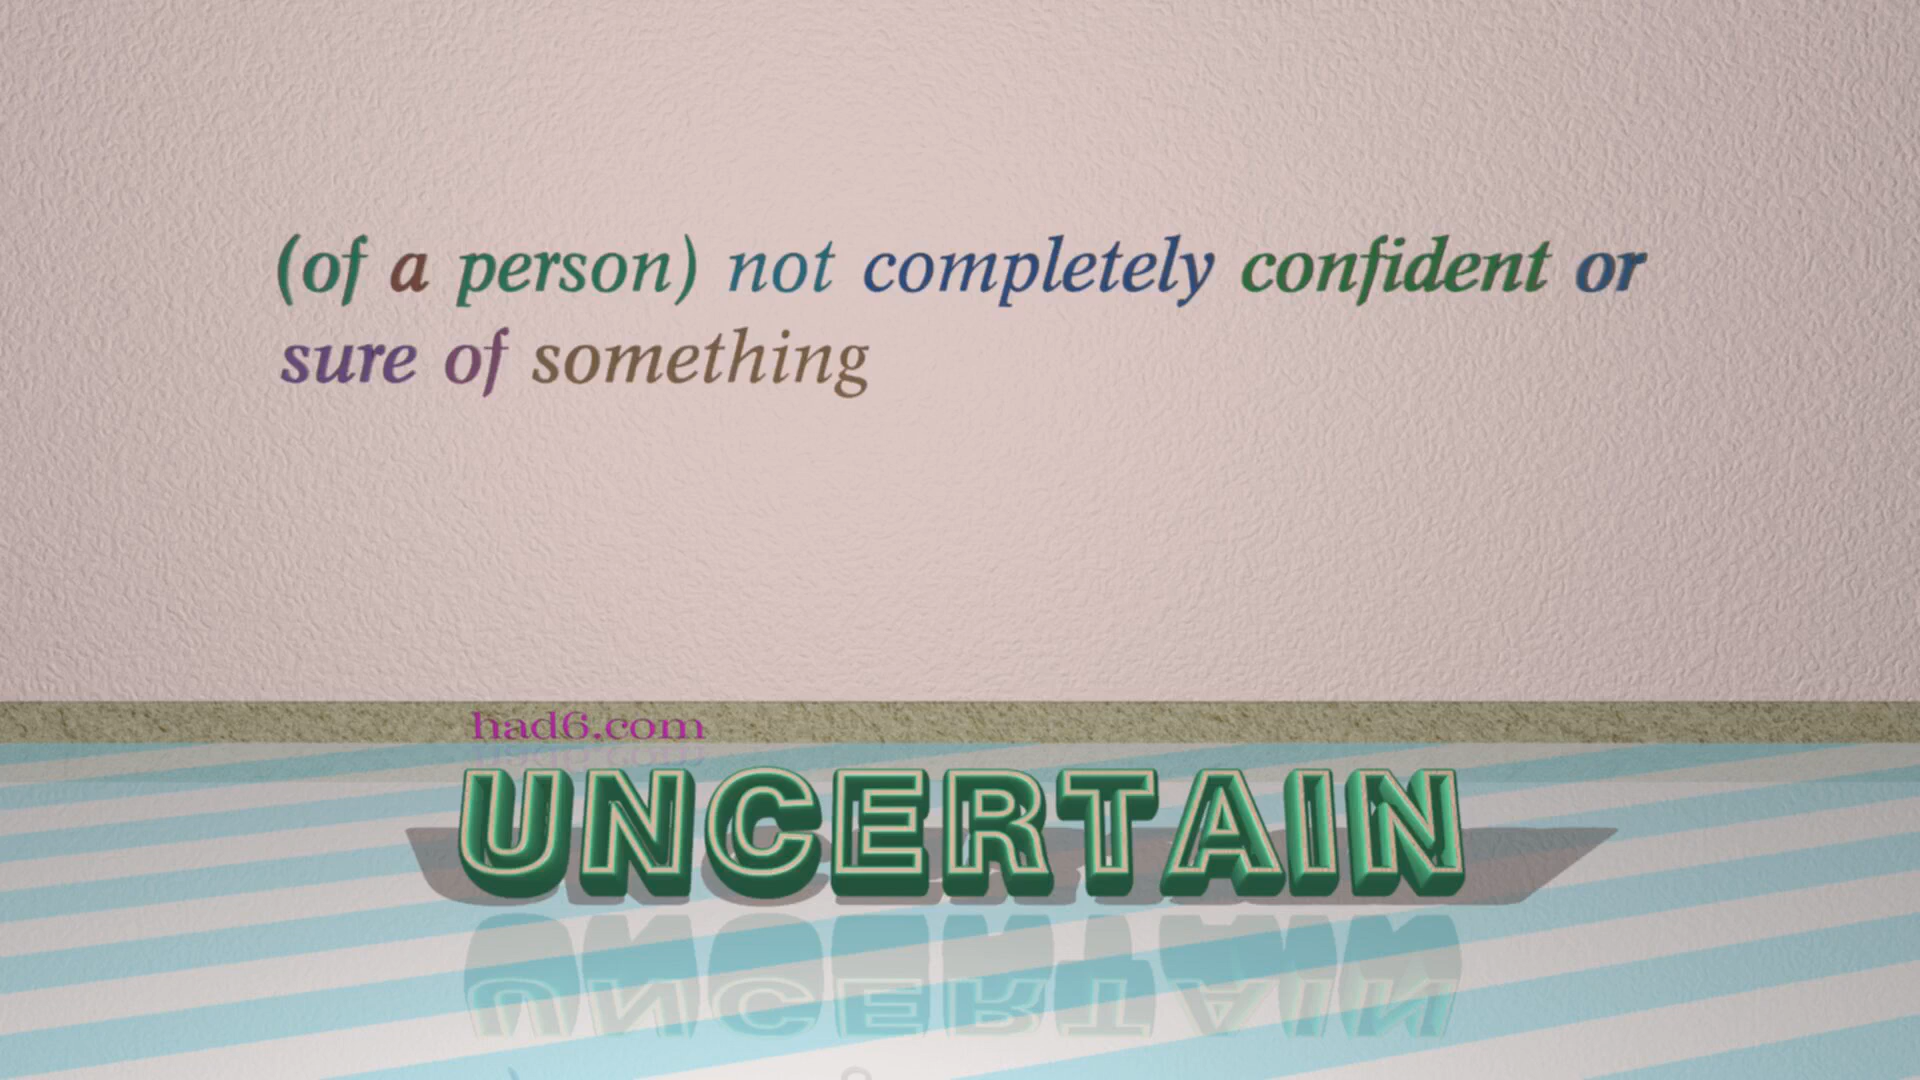 (of a person) not completely confident or
sure of something
had6.com
UNCERTAIN